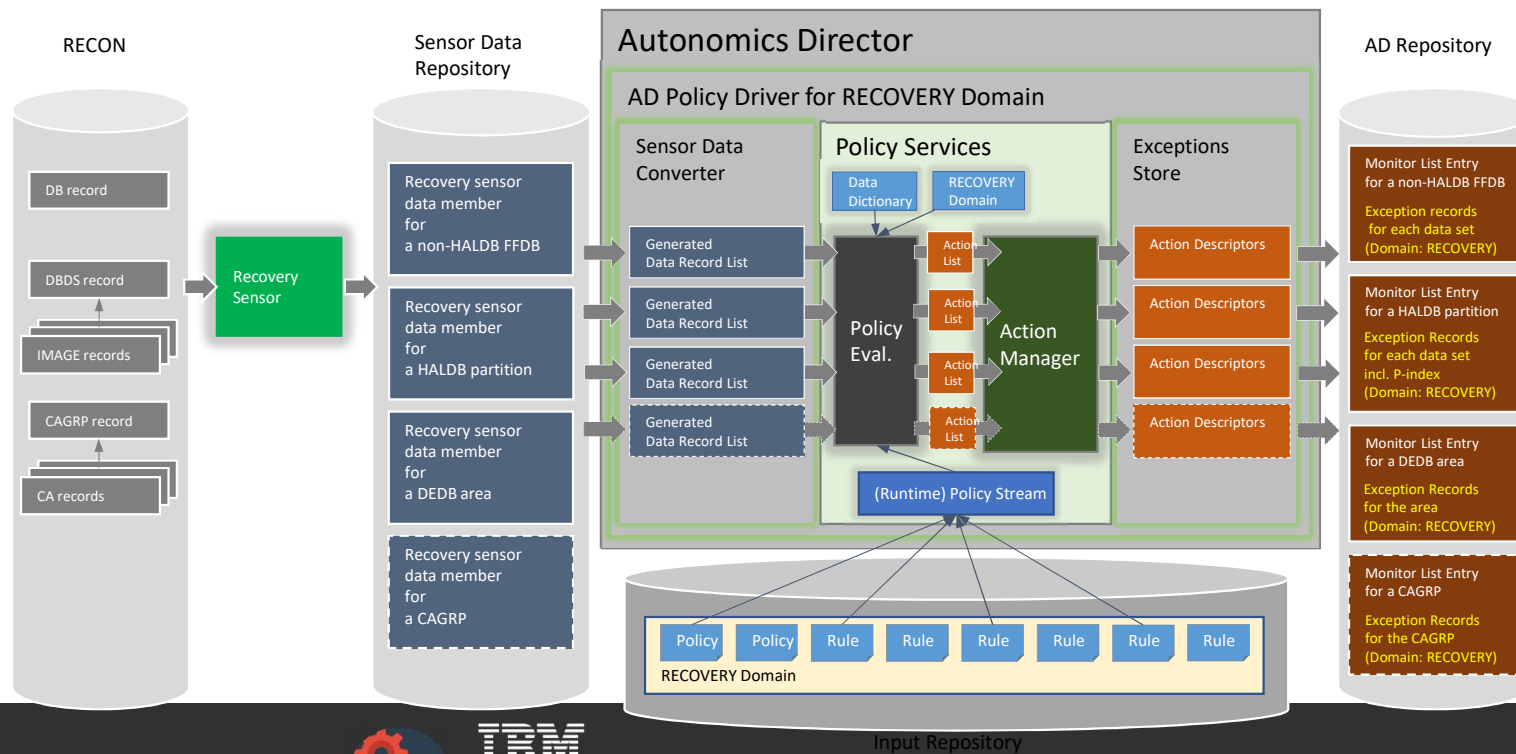 RECON
Sensor Data
Repository
Autonomics Director
AD Repository
AD Policy Driver for RECOVERY Domain
Sensor Data
Converter
Policy Services
Exceptions
Store
DB record
DBDS record
IMAGE records
CAGRP record
CA records
Recovery
Sensor
Recovery sensor
data member
for
a non-HALDB FFDB
Recovery sensor
data member
for
a HALDB partition
Recovery sensor
data member
for
a DEDB area
Recovery sensor
data member
for
a CAGRP
Generated
Data Record List
Generated
Data Record List
Generated
Data Record List
Generated
Data Record List
Data
Dictionary
RECOVERY
Domain
Policy
Eval.
Action
List
Action
List
Action
List
Action
List
Action
Manager
(Runtime) Policy Stream
Action Descriptors
Action Descriptors
Action Descriptors
Action Descriptors
Monitor List Entry
for a non-HALDB FFDB
Exception records
for each data set
(Domain: RECOVERY)
Monitor List Entry
for a HALDB partition
Exception Records
for each data set
incl. P-index
(Domain: RECOVERY)
Monitor List Entry
for a DEDB area
Exception Records
for the area
(Domain: RECOVERY)
Monitor List Entry
for a CAGRP
Exception Records
for the CAGRP
(Domain: RECOVERY)
Policy
Policy
Rule
Rule
Rule
Rule
Rule
Rule
RECOVERY Domain
Input Repository
IBM